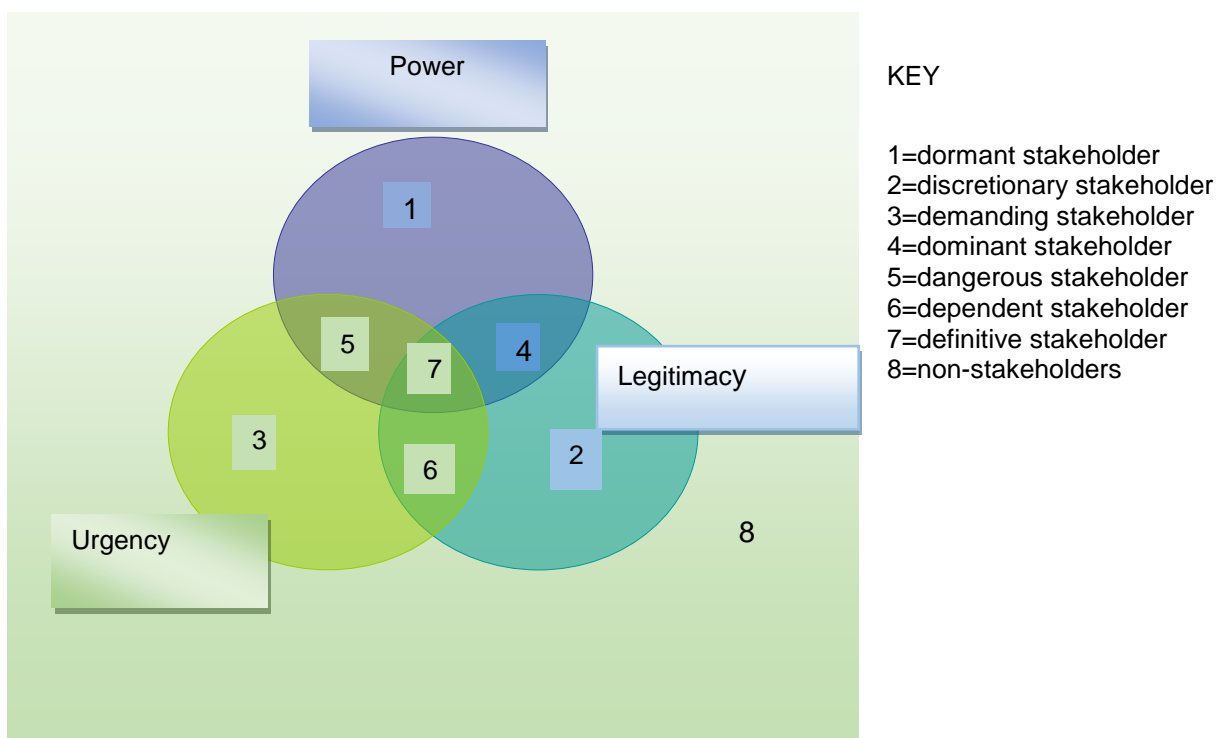 Power
KEY
1=dormant stakeholder
2=discretionary stakeholder
3=demanding stakeholder
4=dominant stakeholder
5=dangerous stakeholder
6=dependent stakeholder
7=definitive stakeholder
8=non-stakeholders
1
5
7
4
Legitimacy
3
6
2
Urgency
8